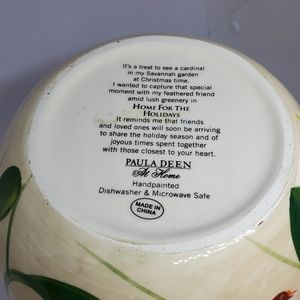 It's a treat to see a cardinal
in my Savannah garden
at Christmas time.
I wanted to capture that special
moment with my feathered friend
amid lush greenery in
HOME FOR THE
HOLIDAYS
It reminds me that friends
and loved ones will soon be arriving
to share the holiday season and of
joyous times spent together
with those closest to your heart.
PAULA DEEN
At Home
Handpainted
Dishwasher & Microwave Safe
MADE IN
CHINA